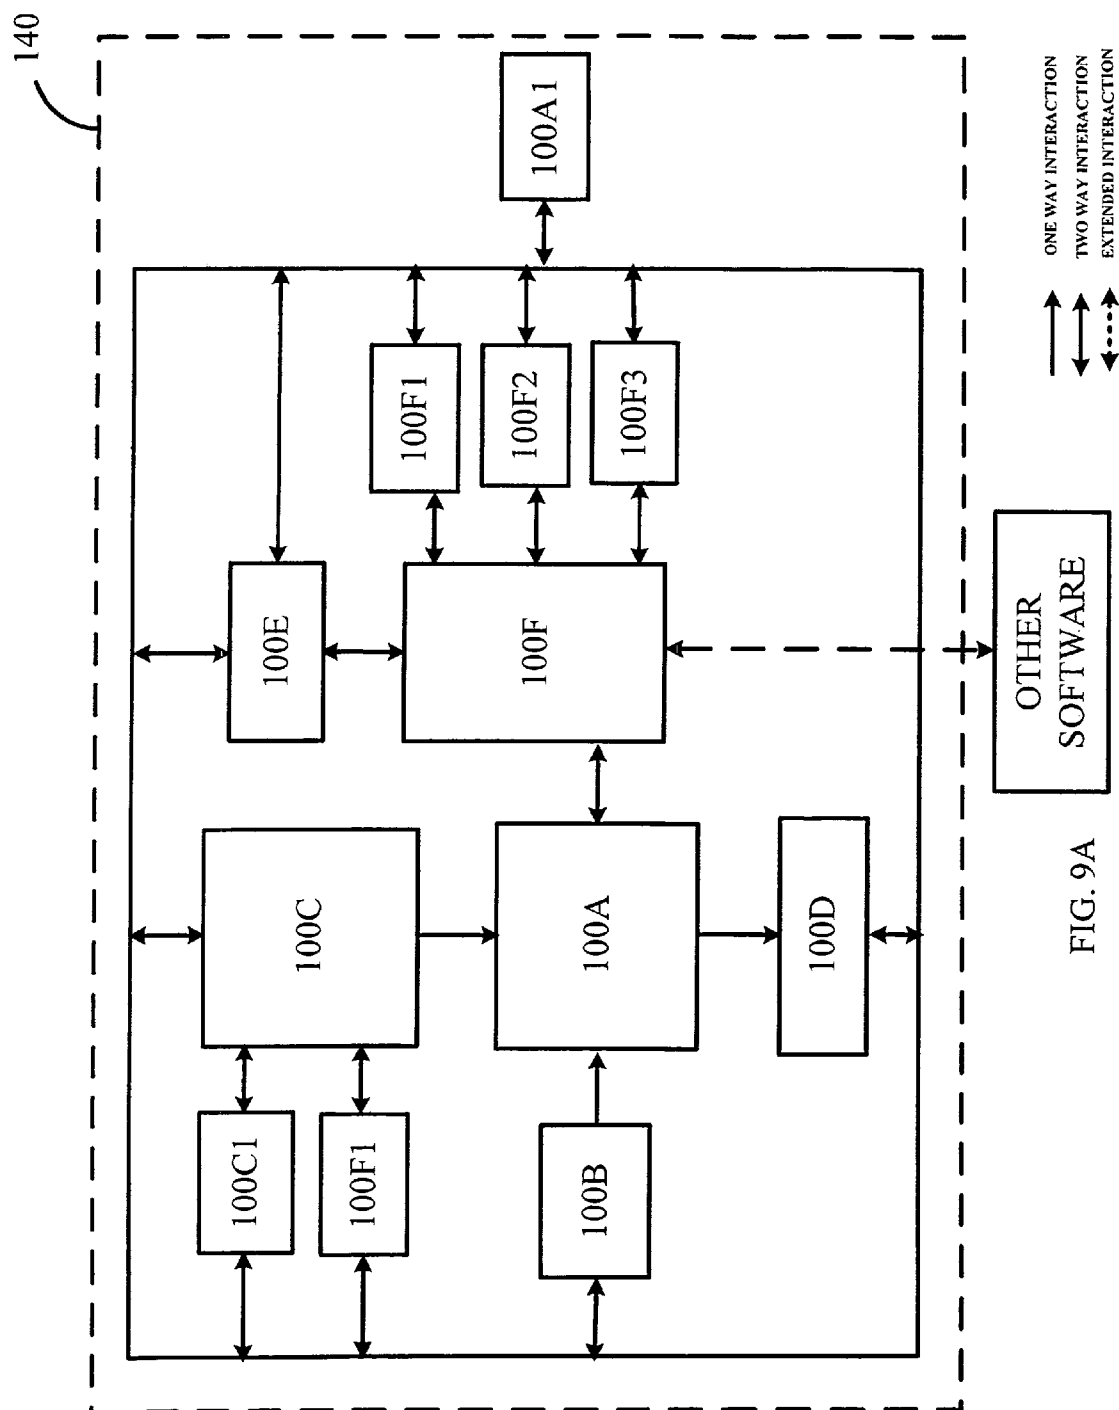 140
100A1
100E
100F1
100F2
100F3
100F
100C
100A
100D
100C1
100F1
100B
OTHER
SOFTWARE
ONE WAY INTERACTION
TWO WAY INTERACTION
EXTENDED INTERACTION
FIG. 9A